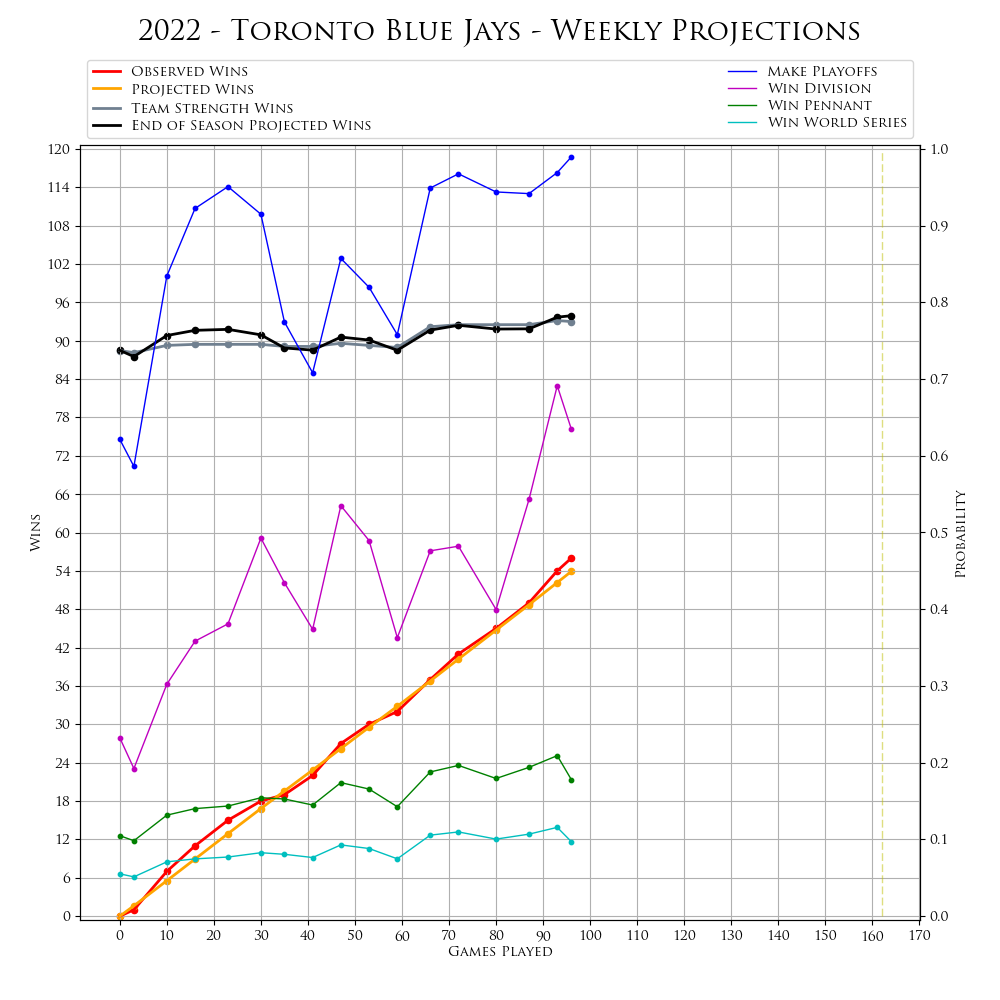 2022 - Toronto Blue Jays - Weekly Projections
Observed Wins
Projected Wins
Team Strength Wins
End of Season Projected Wins
Make Playoffs
Win Division
Win Pennant
Win World Series
120
114
108
102
96
90
84
78
72
66
60
54
48
42
36
30
24
18
12
6
0
Wins
1.0
0.9
0.8
0.7
0.6
0.5
0.4
0.3
0.2
0.1
0.0
Probability
0 10 20 30 40 50 60 70 80 90 100 110 120 130 140 150 160 170
Games Played